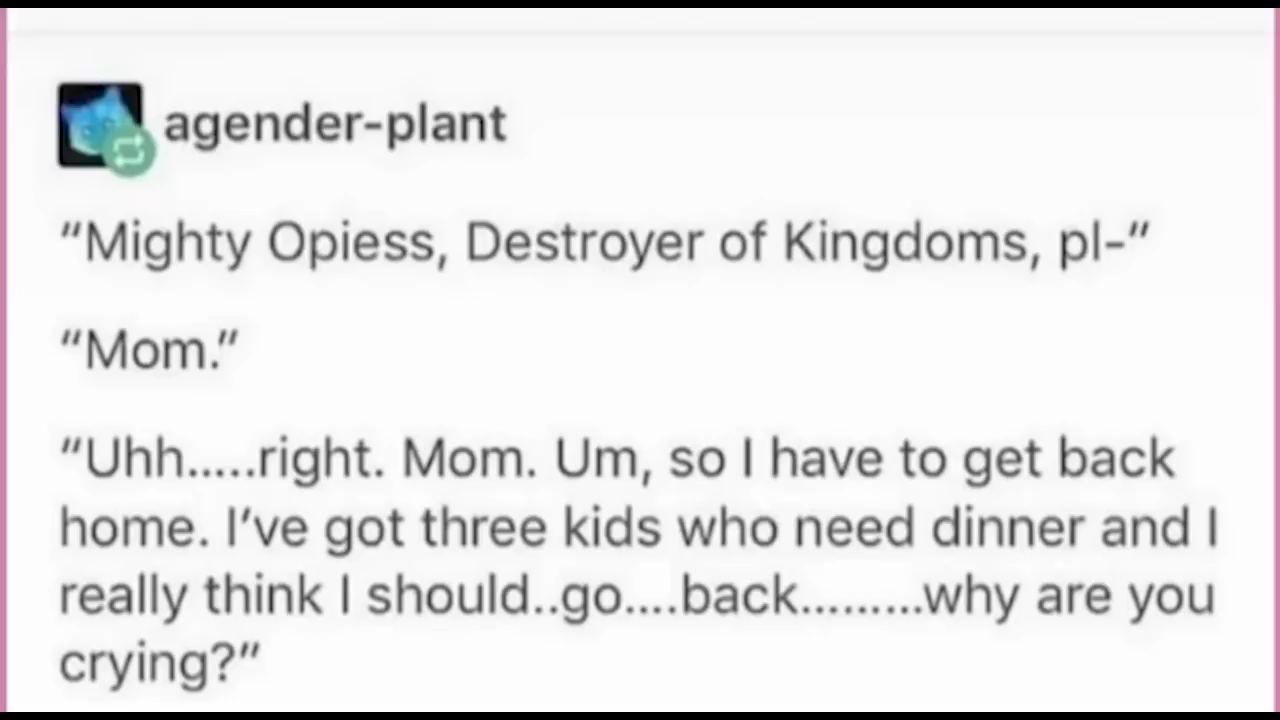 agender-plant
“Mighty Opiess, Destroyer of Kingdoms, pl-”
“Mom.”
“Uhh.....right. Mom. Um, so I have to get back
home. I’ve got three kids who need dinner and I
really think I should..go....back.........why are you
crying?”